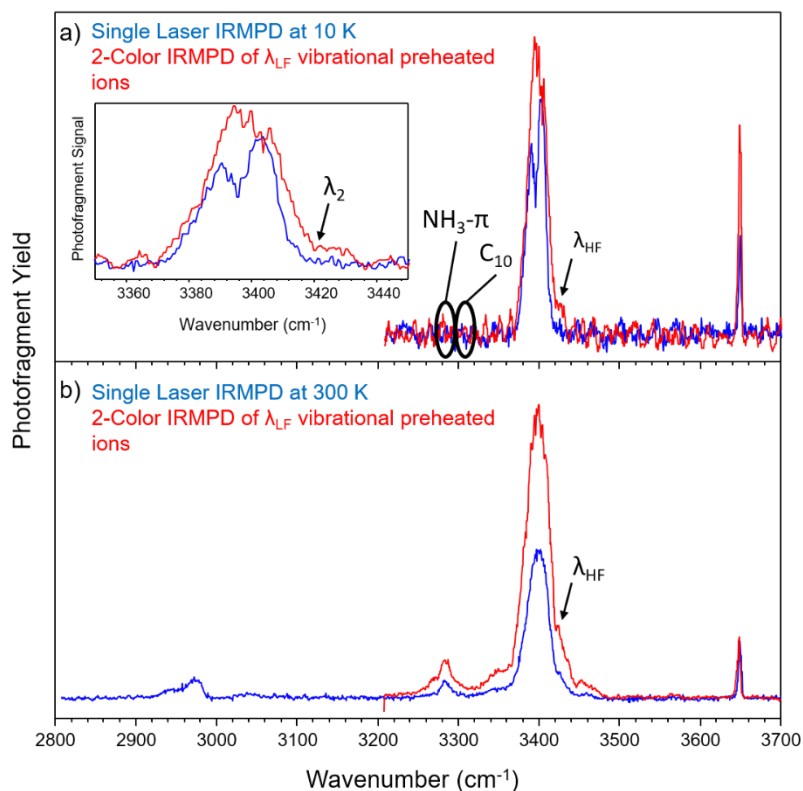 a) Single Laser IRMPD at 10 K
2-Color IRMPD of λLF vibrational preheated
ions
Photofragment Signal
λ2
3360 3380 3400 3420 3440
Wavenumber (cm-1)
NH3-π
C10
λHF
Photofragment Yield
b) Single Laser IRMPD at 300 K
2-Color IRMPD of λLF vibrational preheated
ions
λHF
2800 2900 3000 3100 3200 3300 3400 3500 3600 3700
Wavenumber (cm-1)